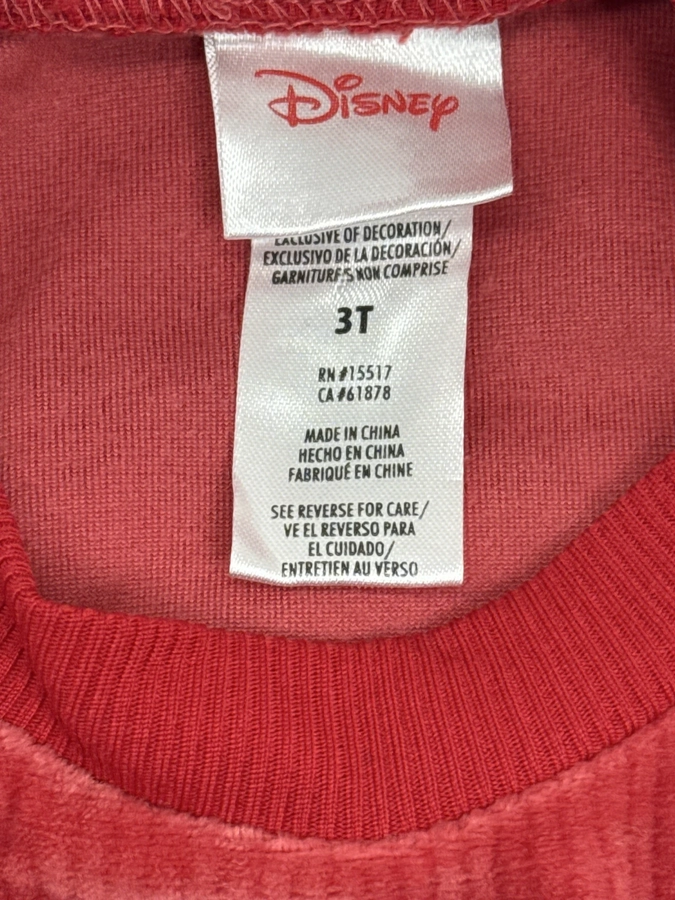 Disney
EXCLUSIVE OF DECORATION/
EXCLUSIVO DE LA DECORACIÓN/
GARNITURE/S NON COMPRISE
3T
RN #15517
CA #61878
MADE IN CHINA
HECHO EN CHINA
FABRIQUÉ EN CHINE
SEE REVERSE FOR CARE/
VE EL REVERSO PARA
EL CUIDADO/
ENTRETIEN AU VERSO